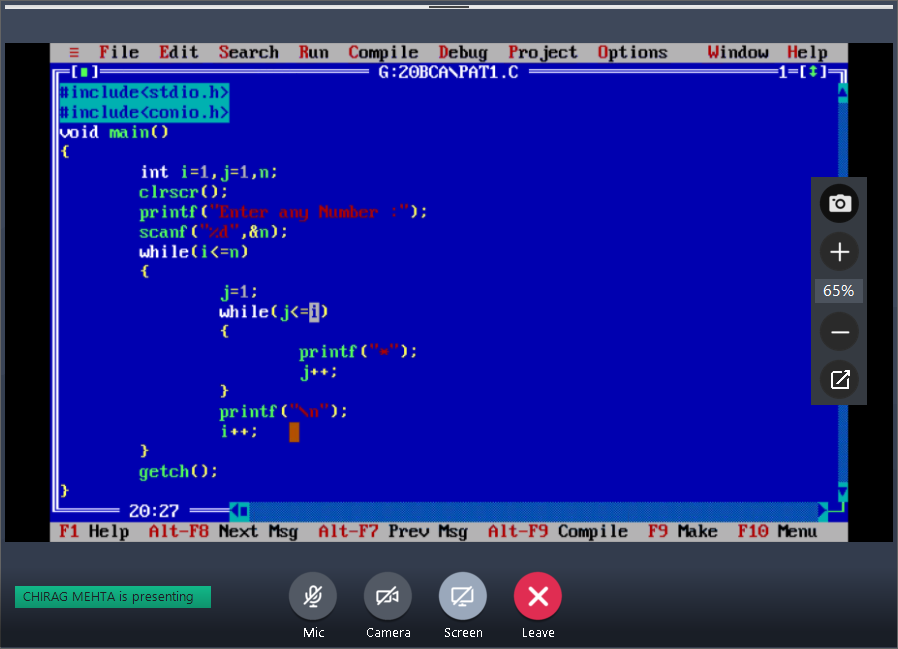 ≡ File Edit Search Run Compile Debug Project Options Window Help
G:20BCA\PAT1.C
1=[↕]
#include<stdio.h>
#include<conio.h>
void main()
{
int i=1,j=1,n;
clrscr();
printf("Enter any Number :");
scanf("%d",&n);
while(i<=n)
{
j=1;
while(j<=i)
{
printf("*");
j++;
}
printf("\n");
i++;
}
getch();
}
20:27
F1 Help Alt-F8 Next Msg Alt-F7 Prev Msg Alt-F9 Compile F9 Make F10 Menu
65%
CHIRAG MEHTA is presenting
Mic Camera Screen Leave